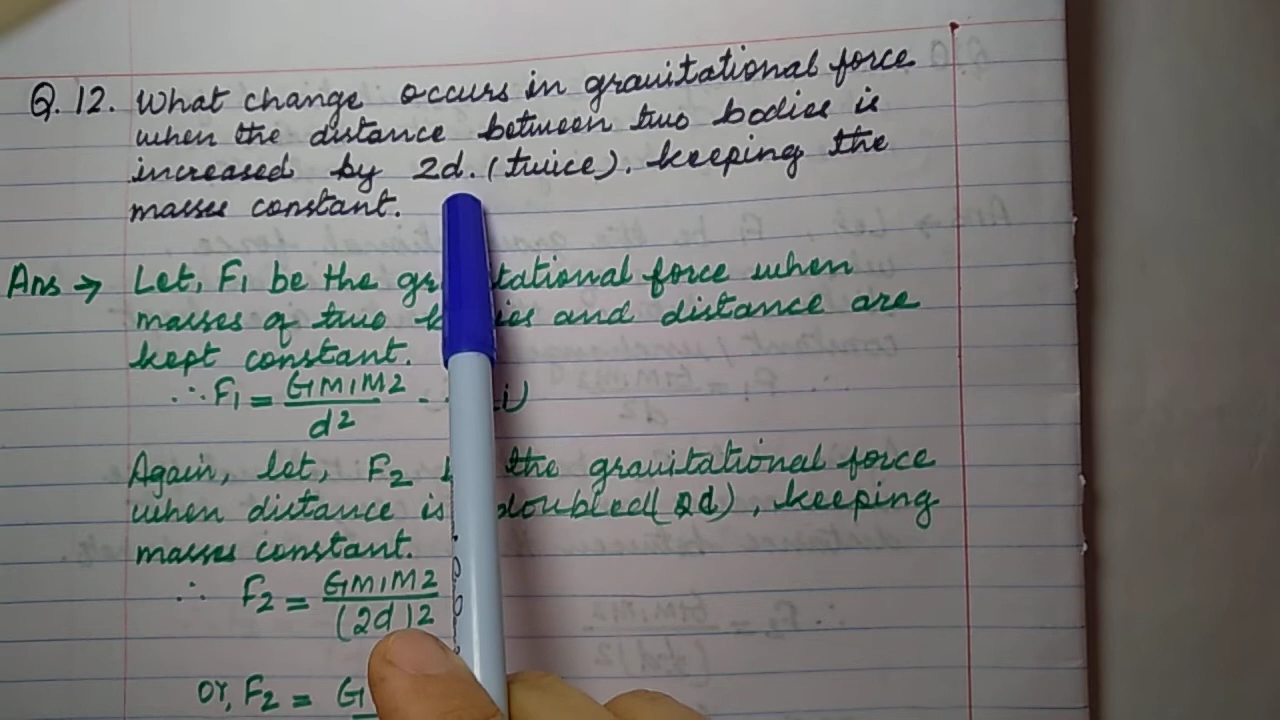 Q.12. What change occurs in gravitational force
when the distance between two bodies is
increased by 2d. (twice). keeping the
masses constant.
Ans → Let, F1 be the gr tational force when
masses of two b ies and distance are
kept constant.
∴ F1 = GM1M2
d2
Again, let, F2 the gravitational force
when distance is doubled (2d), keeping
masses constant.
∴ F2 = GM1M2
(2d)2
or, F2 = G